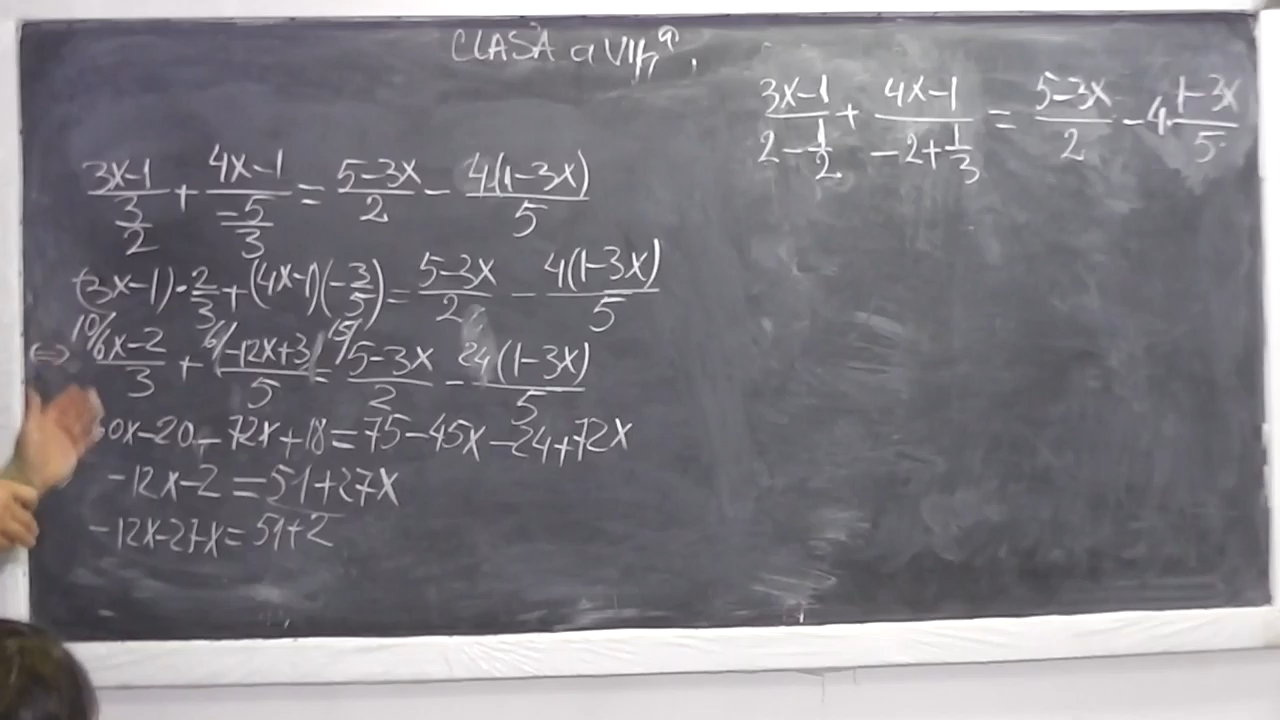 CLASA a VII a
(3x-1)/(2-1/2) + (4x-1)/(-2+1/3) = (5-3x)/2 - 4·(1-3x)/5
(3x-1)/(3/2) + (4x-1)/(-5/3) = (5-3x)/2 - 4(1-3x)/5
(3x-1)·2/3 + (4x-1)(-3/5) = (5-3x)/2 - 4(1-3x)/5
⇔ 10/ (6x-2)/3 + 6/ (-12x+3)/5 = 15/ (5-3x)/2 - 4(1-3x)/5
60x-20-72x+18=75-45x-24+72x
-12x-2=51+27x
-12x-27x=51+2